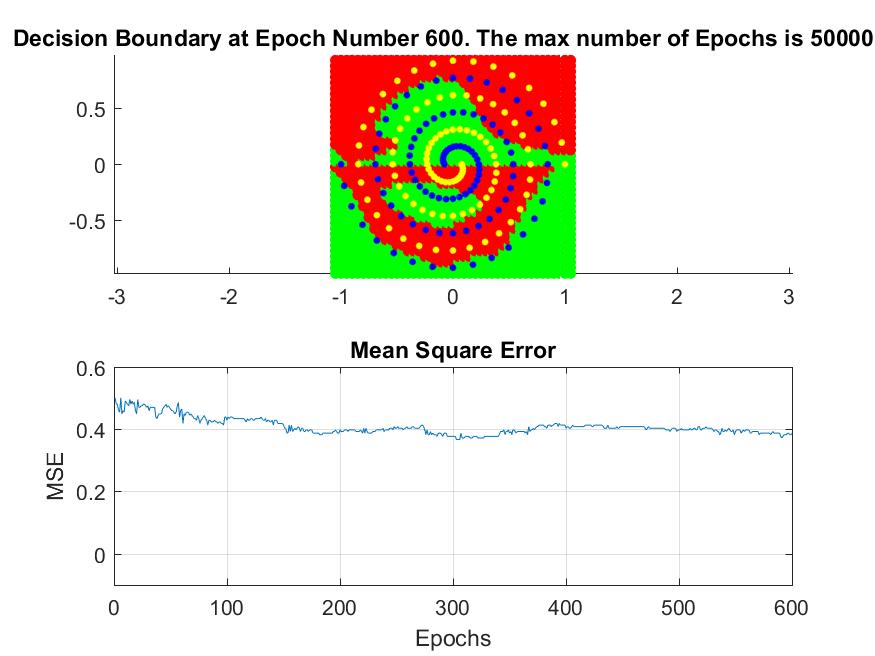 Decision Boundary at Epoch Number 600. The max number of Epochs is 50000
0.5
0
-0.5
-3 -2 -1 0 1 2 3
Mean Square Error
0.6
0.4
0.2
0
MSE
0 100 200 300 400 500 600
Epochs